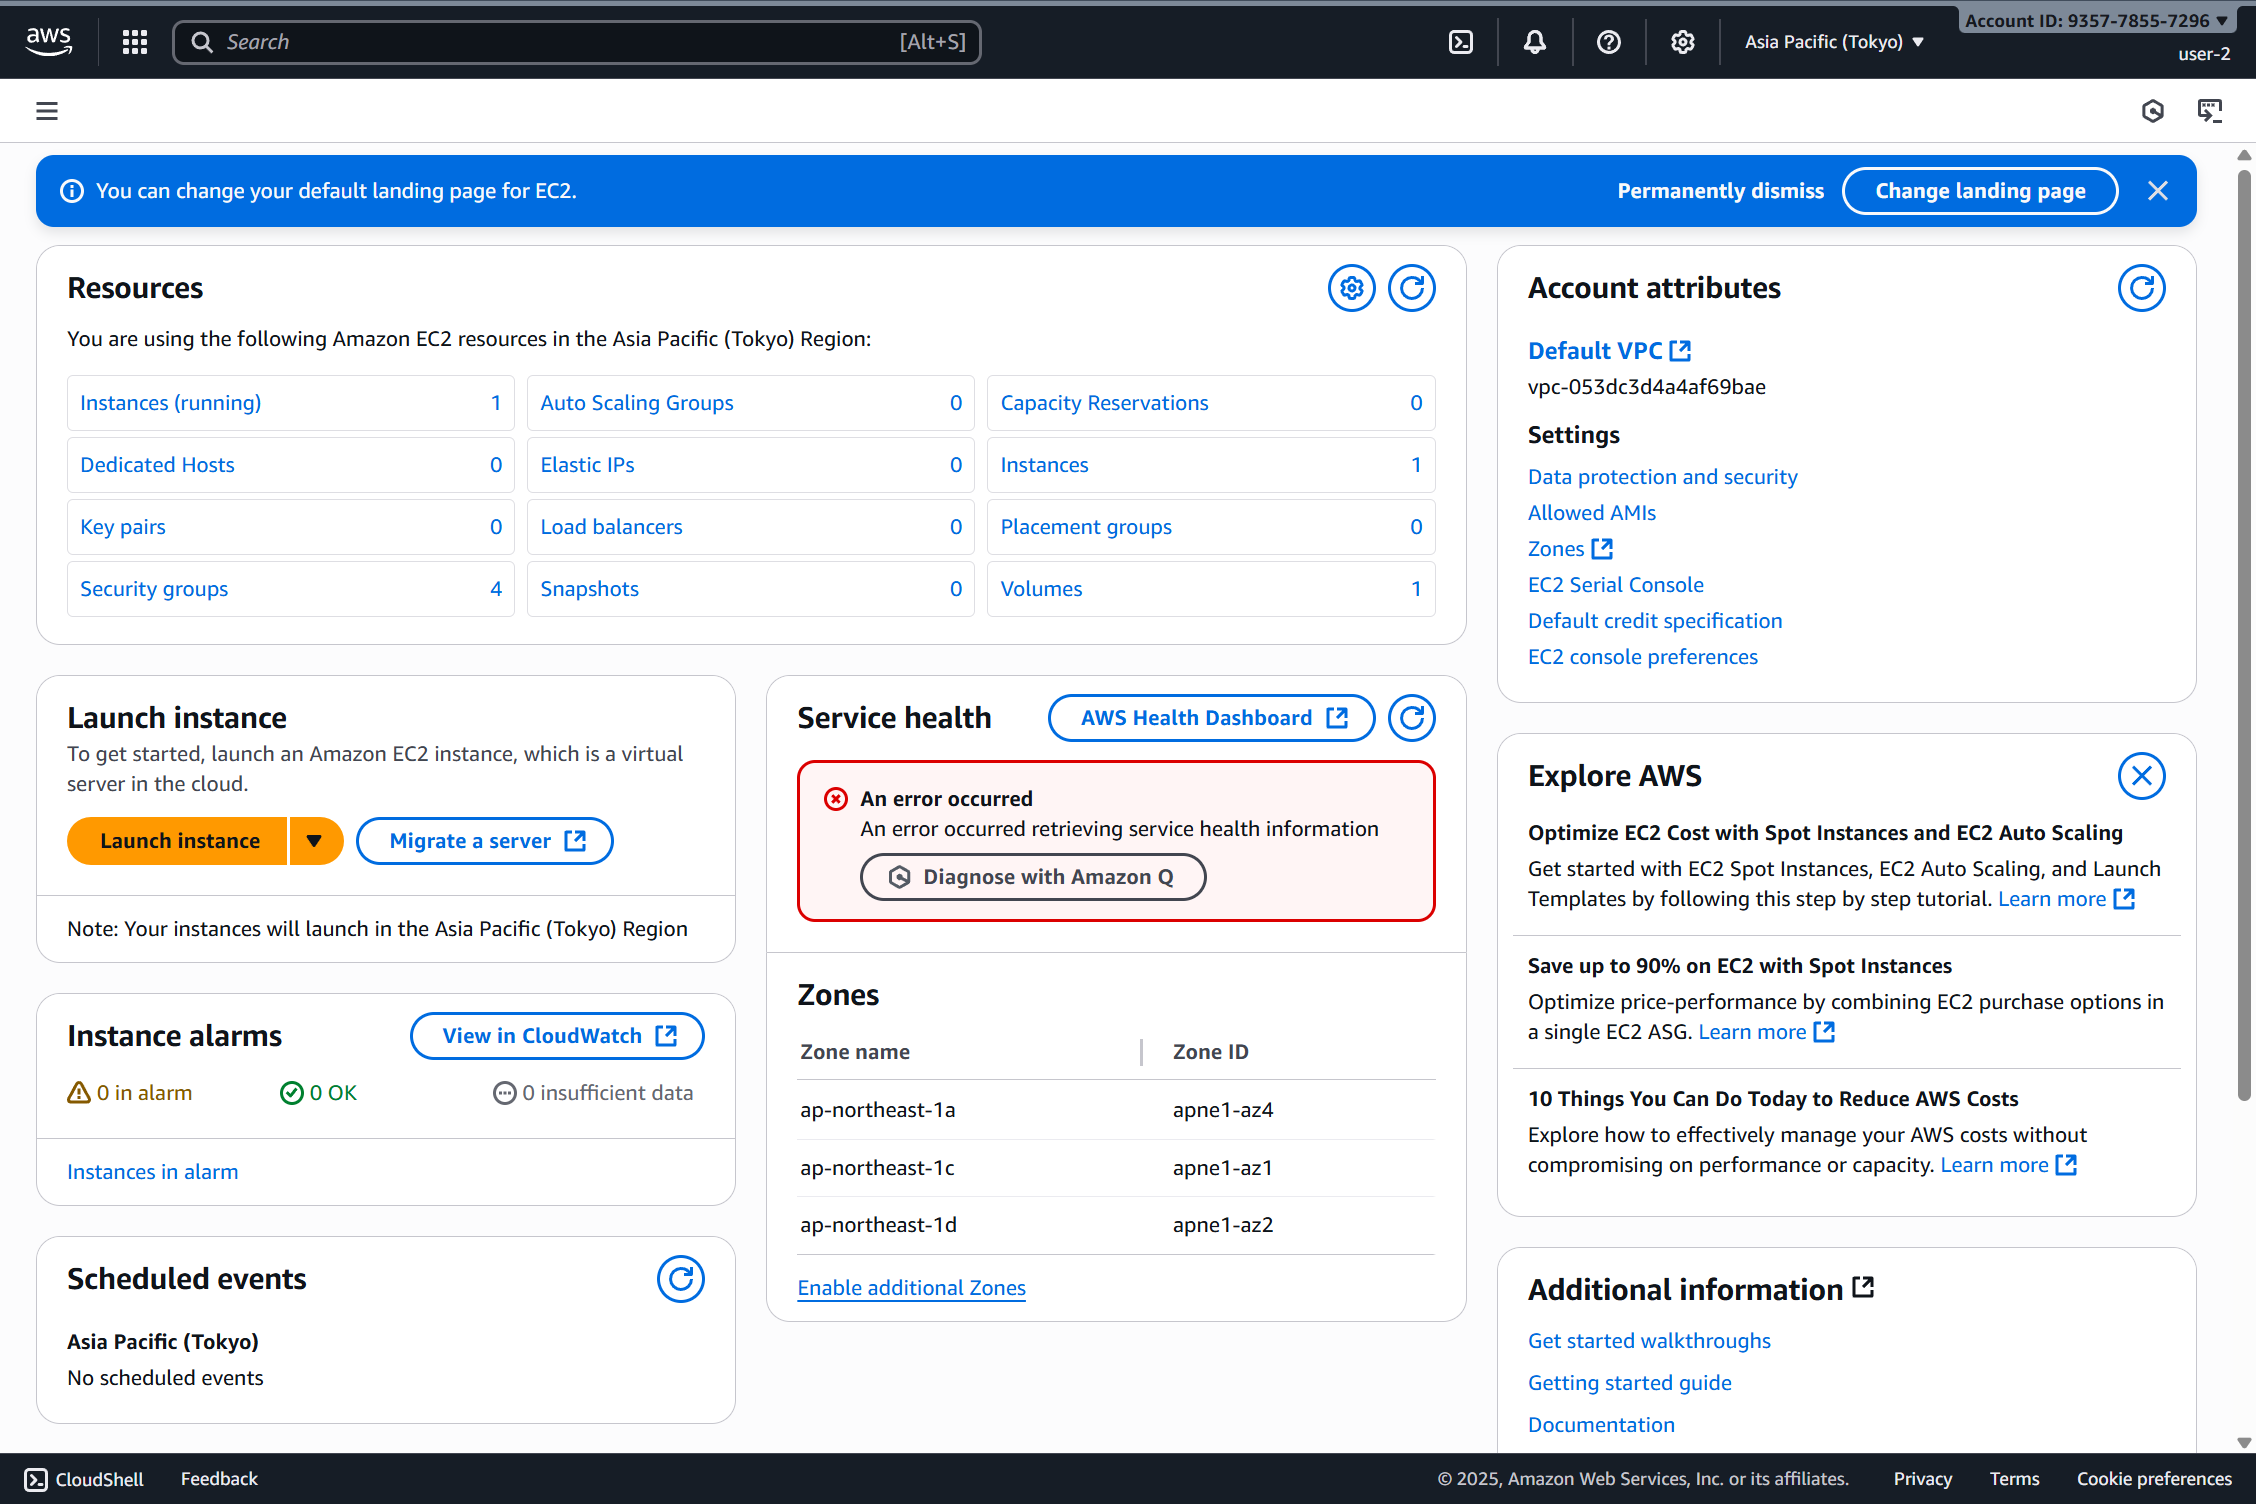 aws
Search
[Alt+S]
Asia Pacific (Tokyo)
Account ID: 9357-7855-7296
user-2
You can change your default landing page for EC2.
Permanently dismiss
Change landing page
Resources
You are using the following Amazon EC2 resources in the Asia Pacific (Tokyo) Region:
Instances (running) 1
Auto Scaling Groups 0
Capacity Reservations 0
Dedicated Hosts 0
Elastic IPs 0
Instances 1
Key pairs 0
Load balancers 0
Placement groups 0
Security groups 4
Snapshots 0
Volumes 1
Launch instance
To get started, launch an Amazon EC2 instance, which is a virtual
server in the cloud.
Launch instance
Migrate a server
Note: Your instances will launch in the Asia Pacific (Tokyo) Region
Instance alarms
View in CloudWatch
0 in alarm
0 OK
0 insufficient data
Instances in alarm
Scheduled events
Asia Pacific (Tokyo)
No scheduled events
Service health
AWS Health Dashboard
An error occurred
An error occurred retrieving service health information
Diagnose with Amazon Q
Zones
Zone name
Zone ID
ap-northeast-1a
apne1-az4
ap-northeast-1c
apne1-az1
ap-northeast-1d
apne1-az2
Enable additional Zones
Account attributes
Default VPC
vpc-053dc3d4a4af69bae
Settings
Data protection and security
Allowed AMIs
Zones
EC2 Serial Console
Default credit specification
EC2 console preferences
Explore AWS
Optimize EC2 Cost with Spot Instances and EC2 Auto Scaling
Get started with EC2 Spot Instances, EC2 Auto Scaling, and Launch
Templates by following this step by step tutorial. Learn more
Save up to 90% on EC2 with Spot Instances
Optimize price-performance by combining EC2 purchase options in
a single EC2 ASG. Learn more
10 Things You Can Do Today to Reduce AWS Costs
Explore how to effectively manage your AWS costs without
compromising on performance or capacity. Learn more
Additional information
Get started walkthroughs
Getting started guide
Documentation
CloudShell
Feedback
© 2025, Amazon Web Services, Inc. or its affiliates.
Privacy
Terms
Cookie preferences